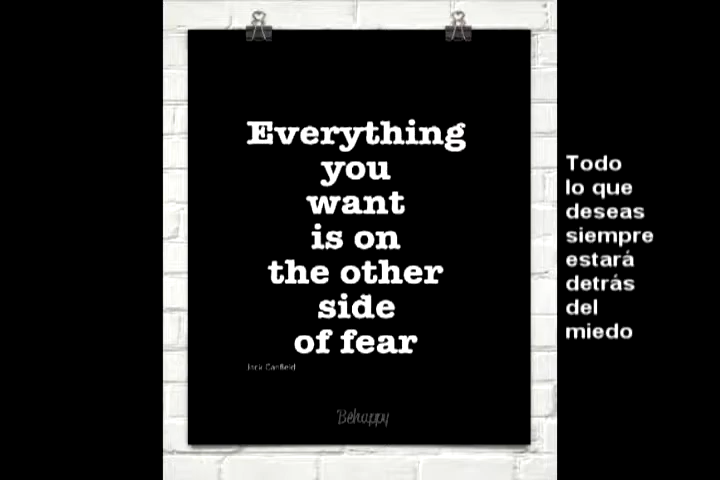 Everything
you
want
is on
the other
side
of fear
Jack Canfield
Behappy
Todo
lo que
deseas
siempre
estará
detrás
del
miedo